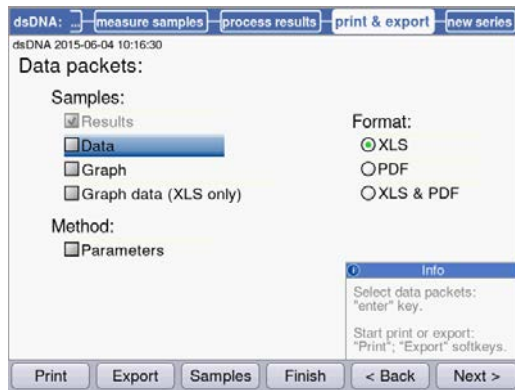 dsDNA: ... measure samples process results print & export new series
dsDNA 2015-06-04 10:16:30
Data packets:
Samples:
Results
Data
Graph
Graph data (XLS only)
Method:
Parameters
Format:
XLS
PDF
XLS & PDF
Info
Select data packets:
"enter" key.
Start print or export:
"Print"; "Export" softkeys.
Print Export Samples Finish < Back Next >